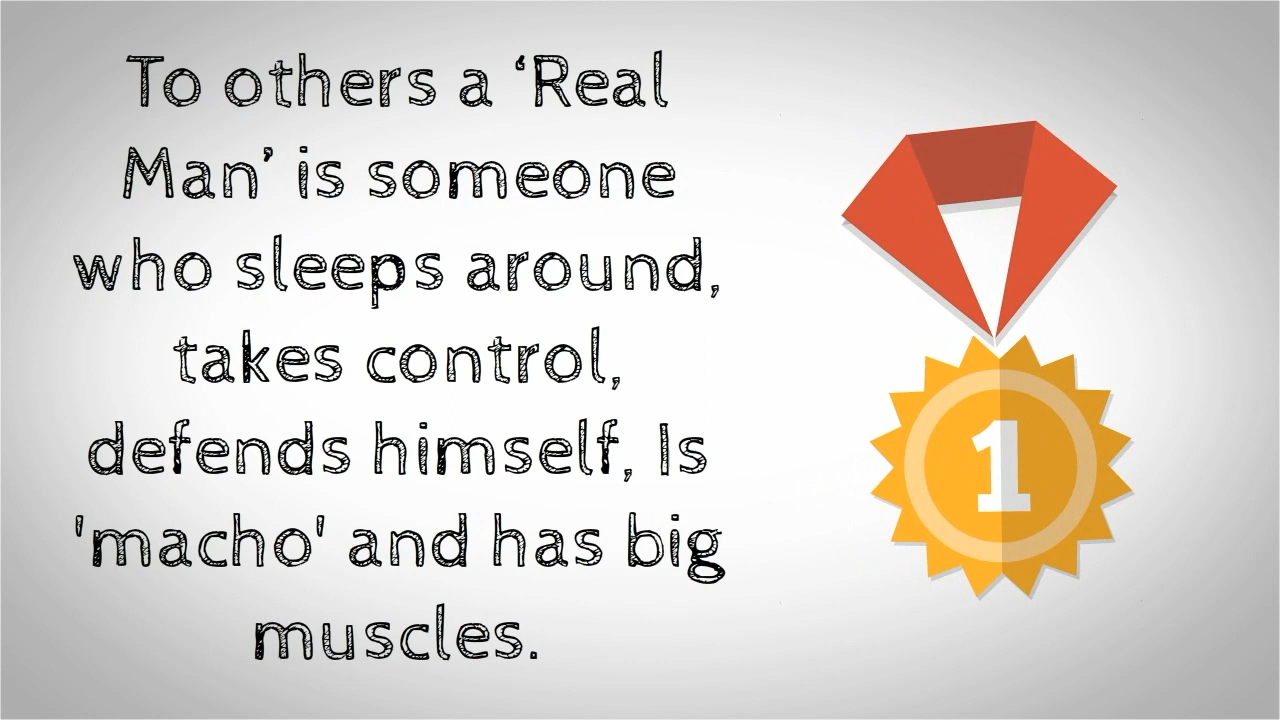 To others a ‘Real
Man’ is someone
who sleeps around,
takes control,
defends himself, Is
'macho' and has big
muscles.
1